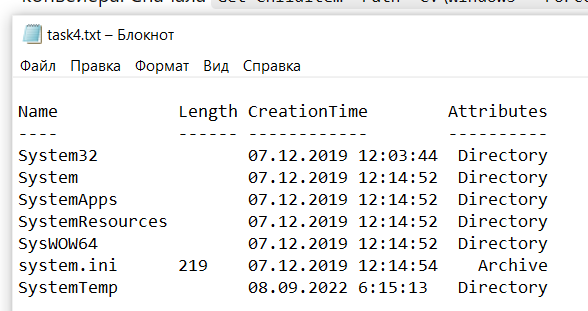 task4.txt – Блокнот
Файл Правка Формат Вид Справка
Name Length CreationTime Attributes
---- ------ ------------ ----------
System32 07.12.2019 12:03:44 Directory
System 07.12.2019 12:14:52 Directory
SystemApps 07.12.2019 12:14:52 Directory
SystemResources 07.12.2019 12:14:52 Directory
SysWOW64 07.12.2019 12:14:52 Directory
system.ini 219 07.12.2019 12:14:54 Archive
SystemTemp 08.09.2022 6:15:13 Directory